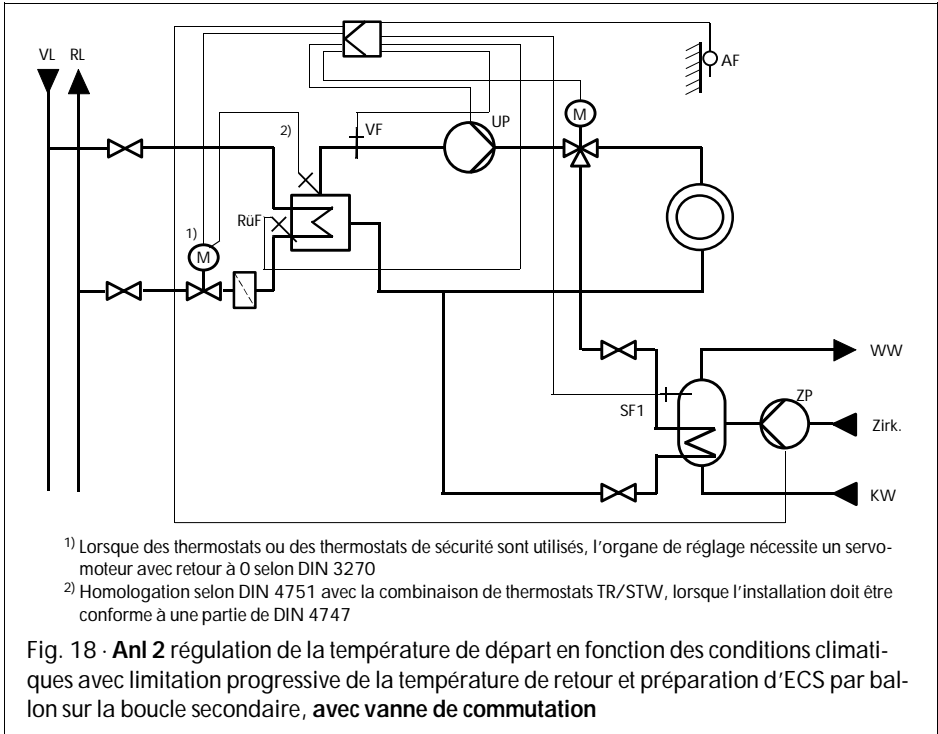 VL RL
AF
M
UP
2)
VF
RüF
1)
M
WW
SF1
ZP
Zirk.
KW
1) Lorsque des thermostats ou des thermostats de sécurité sont utilisés, l'organe de réglage nécessite un servo-
moteur avec retour à 0 selon DIN 3270
2) Homologation selon DIN 4751 avec la combinaison de thermostats TR/STW, lorsque l'installation doit être
conforme à une partie de DIN 4747
Fig. 18 · Anl 2 régulation de la température de départ en fonction des conditions climati-
ques avec limitation progressive de la température de retour et préparation d'ECS par bal-
lon sur la boucle secondaire, avec vanne de commutation